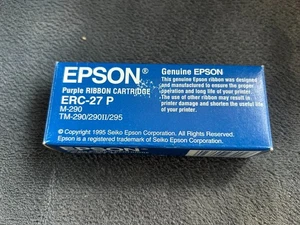 EPSON®
Purple RIBBON CARTRIDGE
ERC-27 P
M-290
TM-290/290II/295
Genuine EPSON
This genuine Epson ribbon was designed
and manufactured to ensure the proper
operation and long life of your printer.
The use of other ribbon may result in
printer damage and shorten the useful life
of your printer.
© Copyright 1995 Seiko Epson Corporation. All Rights Reserved.
Epson is a registered trademark of Seiko Epson Corporation.